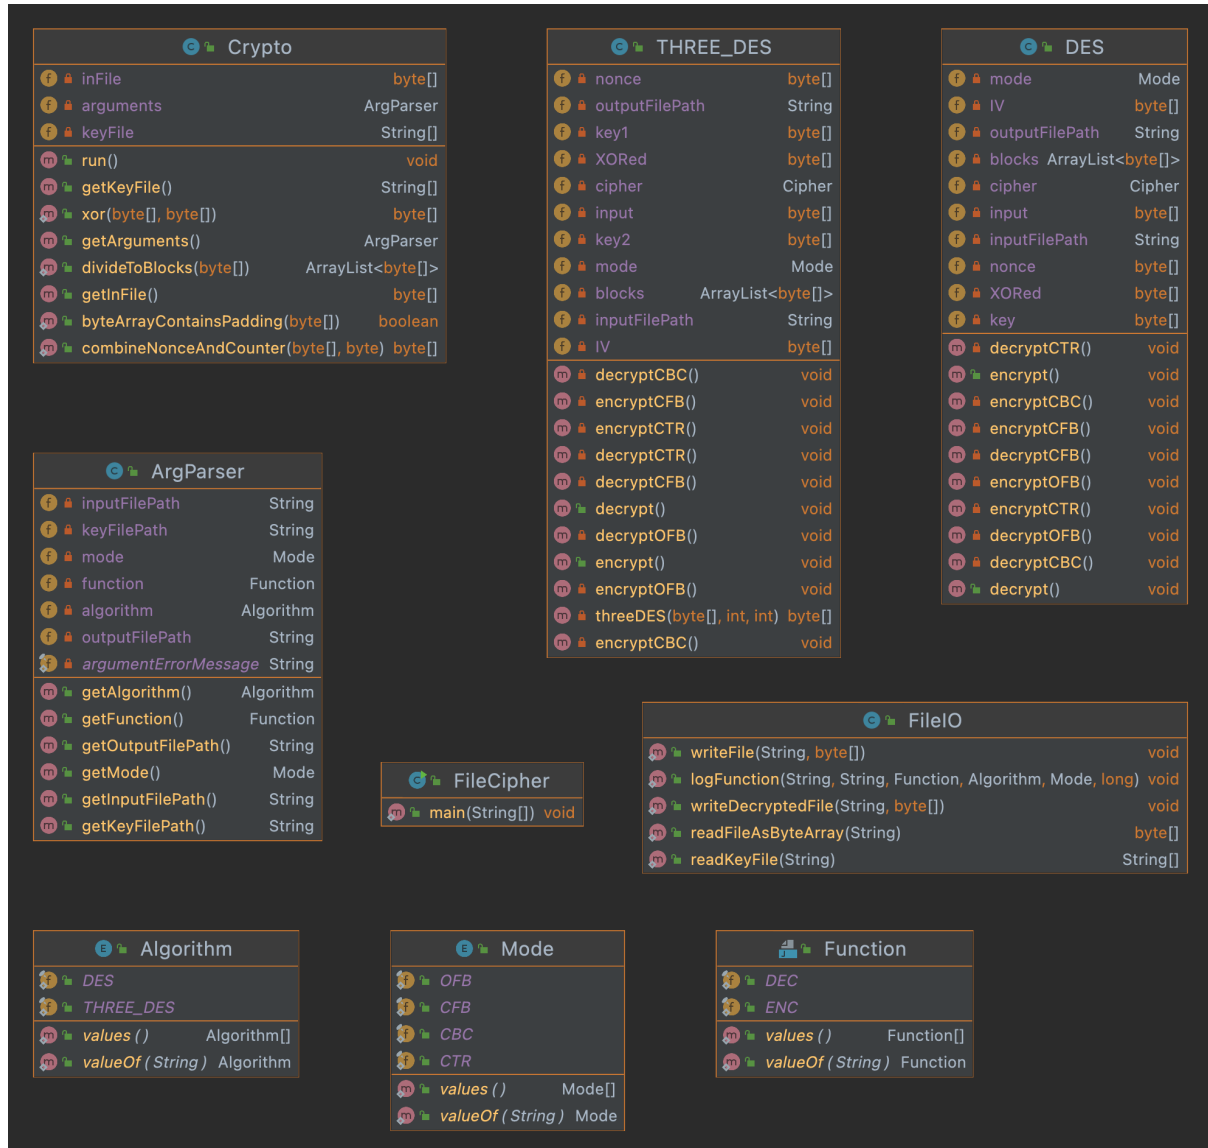 Crypto
inFile byte[]
arguments ArgParser
keyFile String[]
run() void
getKeyFile() String[]
xor(byte[], byte[]) byte[]
getArguments() ArgParser
divideToBlocks(byte[]) ArrayList<byte[]>
getInFile() byte[]
byteArrayContainsPadding(byte[]) boolean
combineNonceAndCounter(byte[], byte) byte[]
THREE_DES
nonce byte[]
outputFilePath String
key1 byte[]
XORed byte[]
cipher Cipher
input byte[]
key2 byte[]
mode Mode
blocks ArrayList<byte[]>
inputFilePath String
IV byte[]
decryptCBC() void
encryptCFB() void
encryptCTR() void
decryptCTR() void
decryptCFB() void
decrypt() void
decryptOFB() void
encrypt() void
encryptOFB() void
threeDES(byte[], int, int) byte[]
encryptCBC() void
DES
mode Mode
IV byte[]
outputFilePath String
blocks ArrayList<byte[]>
cipher Cipher
input byte[]
inputFilePath String
nonce byte[]
XORed byte[]
key byte[]
decryptCTR() void
encrypt() void
encryptCBC() void
encryptCFB() void
decryptCFB() void
encryptOFB() void
encryptCTR() void
decryptOFB() void
decryptCBC() void
decrypt() void
ArgParser
inputFilePath String
keyFilePath String
mode Mode
function Function
algorithm Algorithm
outputFilePath String
argumentErrorMessage String
getAlgorithm() Algorithm
getFunction() Function
getOutputFilePath() String
getMode() Mode
getInputFilePath() String
getKeyFilePath() String
FileCipher
main(String[]) void
FileIO
writeFile(String, byte[]) void
logFunction(String, String, Function, Algorithm, Mode, long) void
writeDecryptedFile(String, byte[]) void
readFileAsByteArray(String) byte[]
readKeyFile(String) String[]
Algorithm
DES
THREE_DES
values() Algorithm[]
valueOf(String) Algorithm
Mode
OFB
CFB
CBC
CTR
values() Mode[]
valueOf(String) Mode
Function
DEC
ENC
values() Function[]
valueOf(String) Function